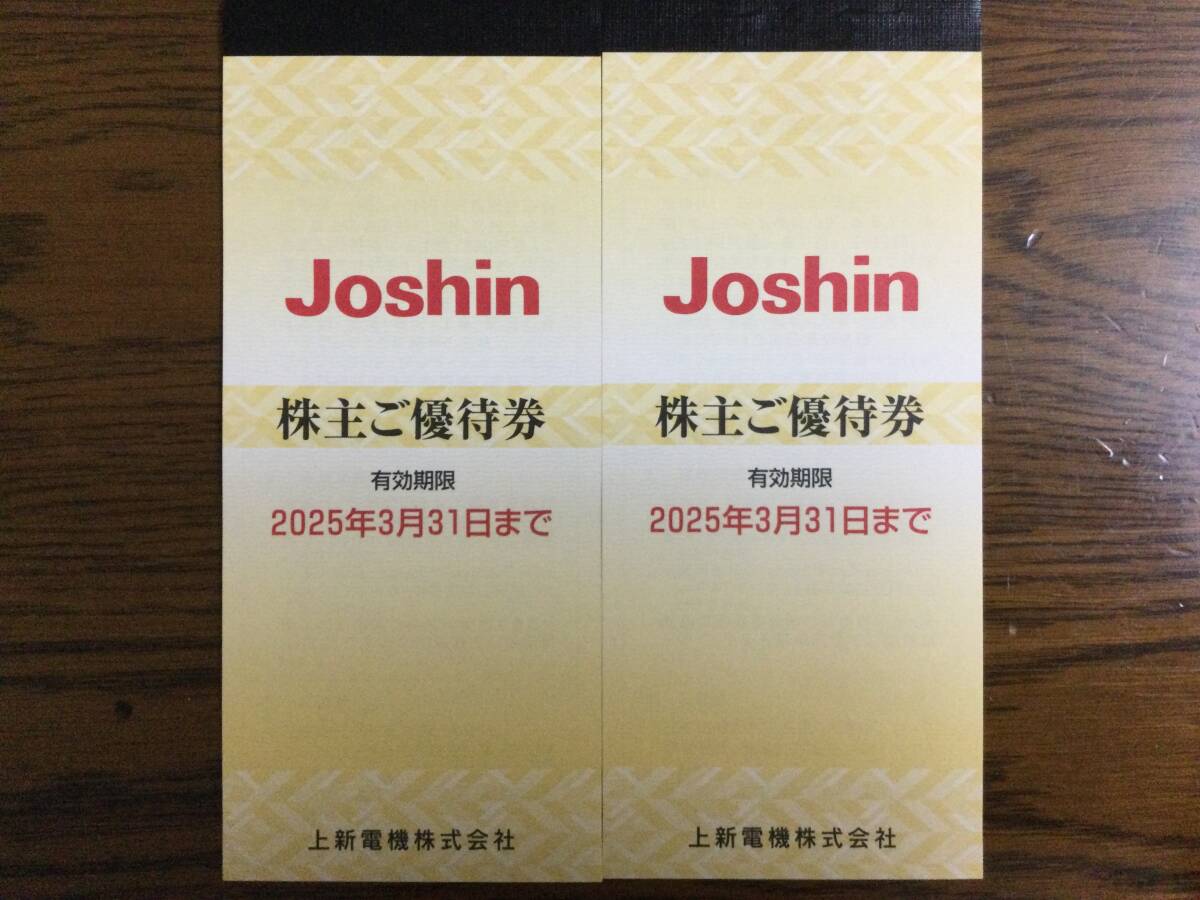 Joshin
株主ご優待券
有効期限
2025年3月31日まで
上新電機株式会社
Joshin
株主ご優待券
有効期限
2025年3月31日まで
上新電機株式会社